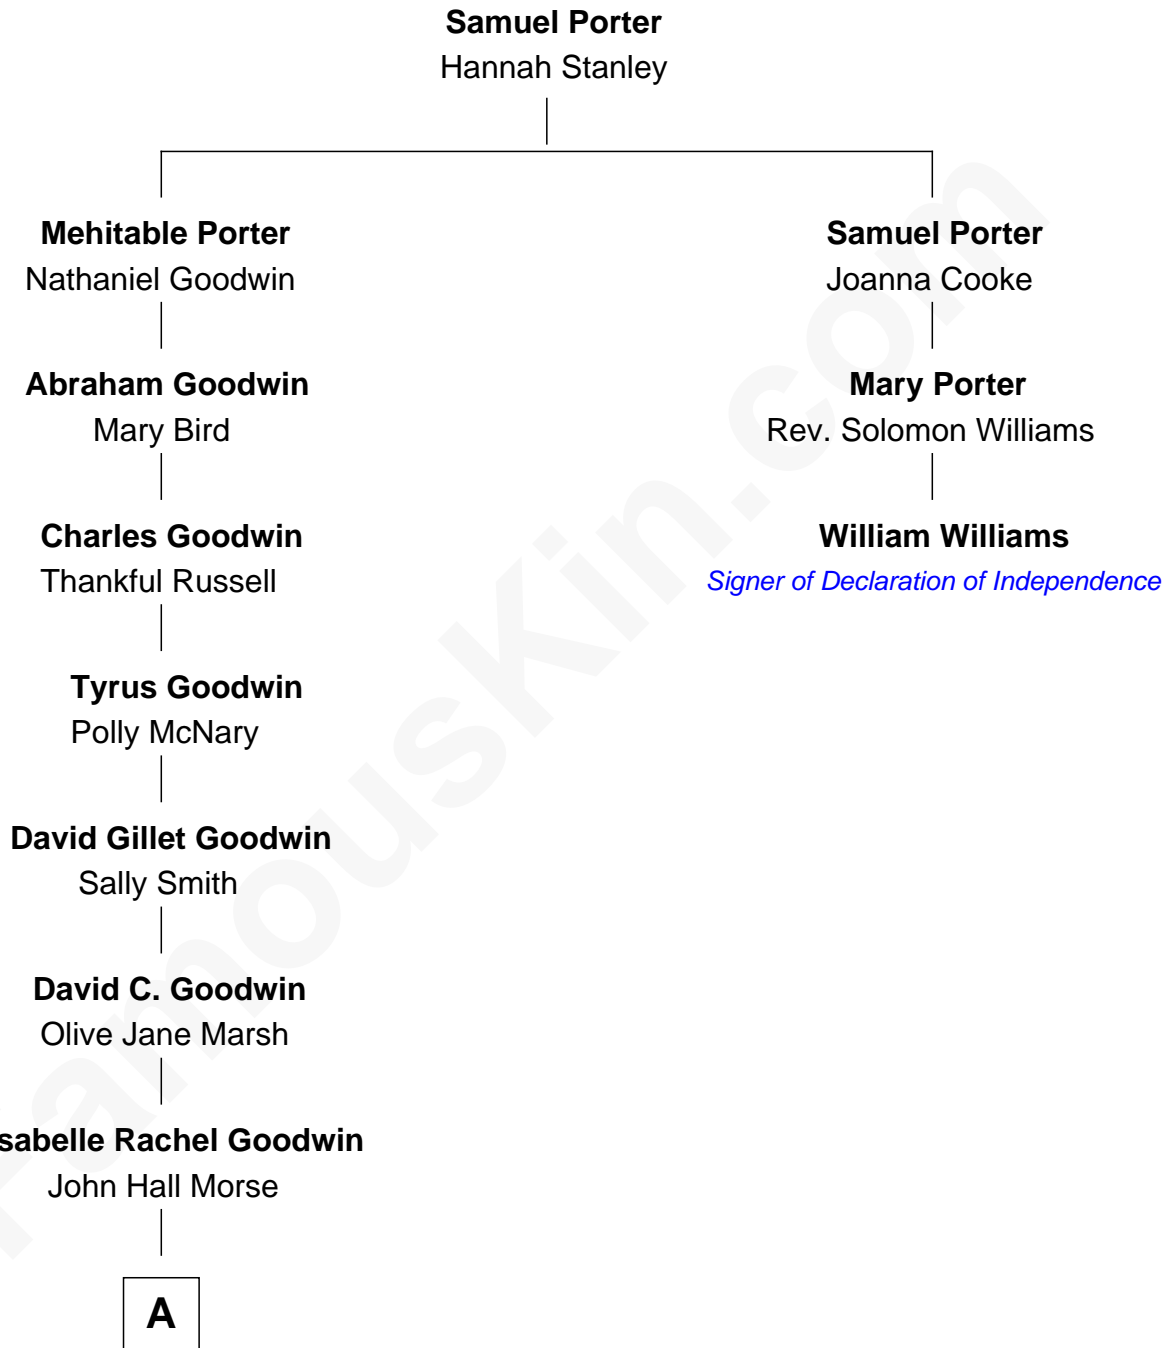 Samuel Porter
Hannah Stanley
Mehitable Porter
Nathaniel Goodwin
Samuel Porter
Joanna Cooke
Abraham Goodwin
Mary Bird
Mary Porter
Rev. Solomon Williams
Charles Goodwin
Thankful Russell
William Williams
Signer of Declaration of Independence
Tyrus Goodwin
Polly McNary
David Gillet Goodwin
Sally Smith
David C. Goodwin
Olive Jane Marsh
sabelle Rachel Goodwin
John Hall Morse
A
FamousKin.com